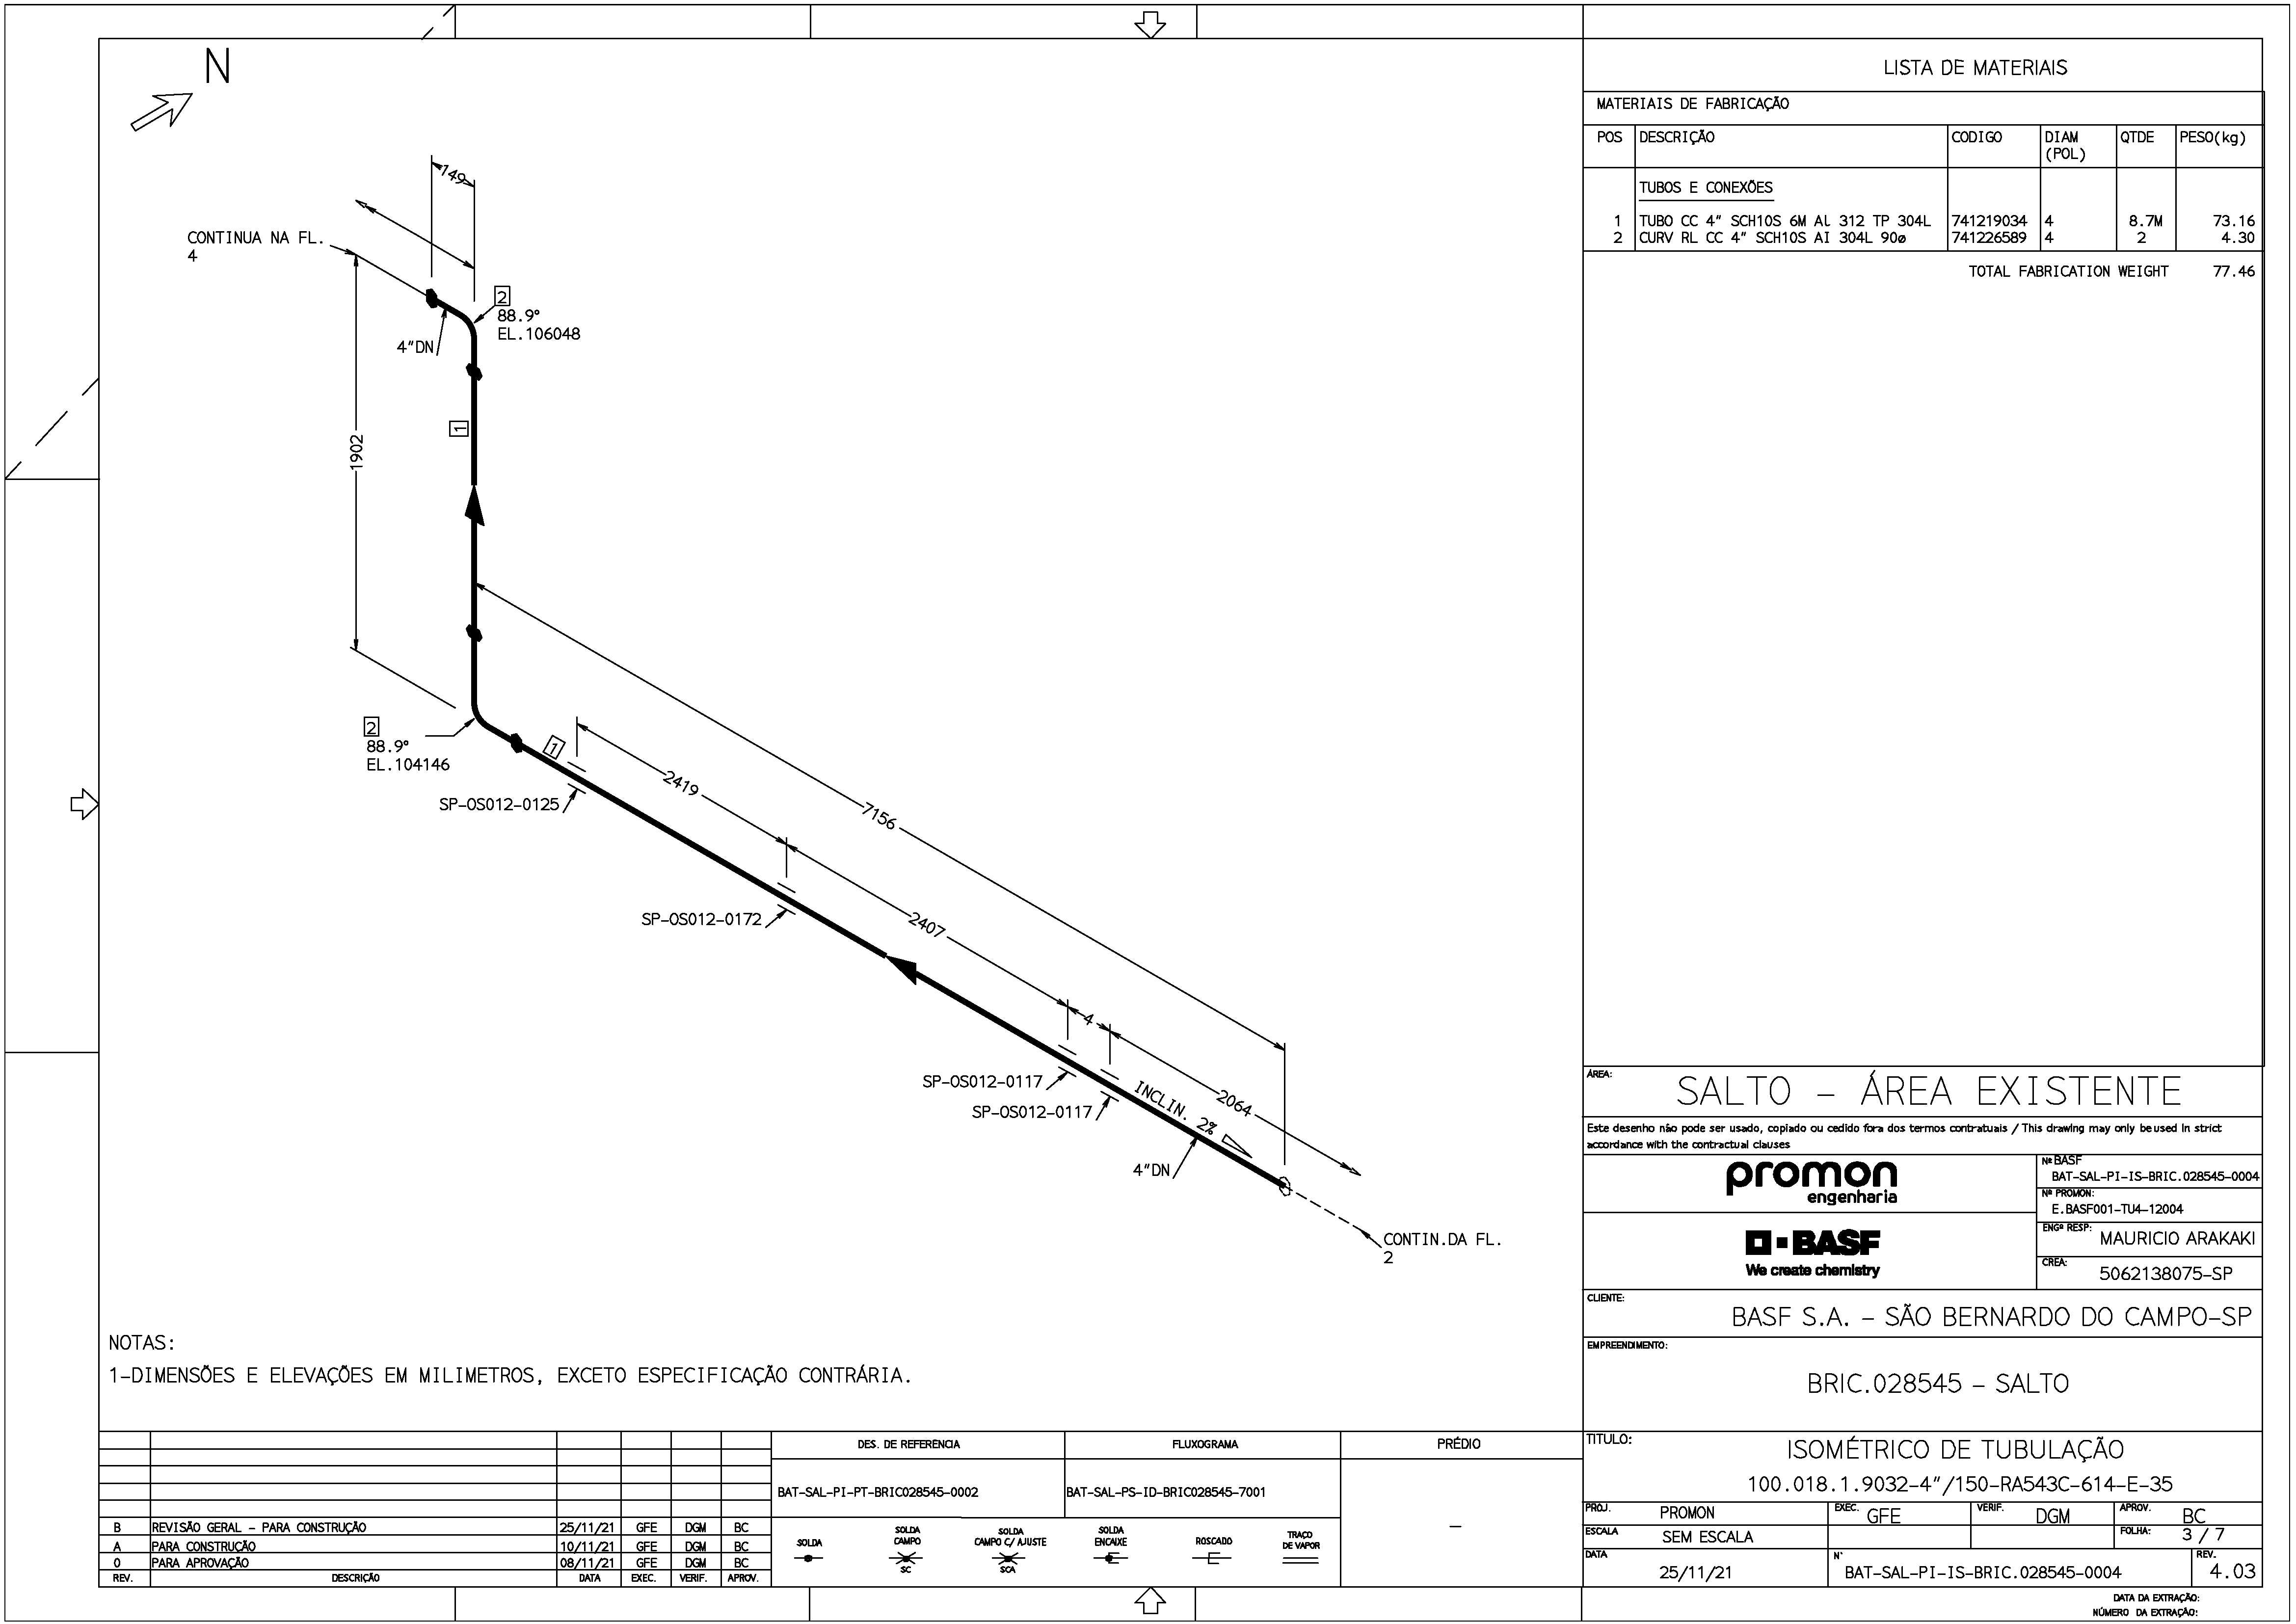 N
149
CONTINUA NA FL.
4
2
88.9°
EL.106048
4"DN
1
1902
2
88.9°
EL.104146
1
SP-OS012-0125
2419
7156
SP-OS012-0172
2407
4
SP-OS012-0117
SP-OS012-0117
INCLIN. 2%
2064
4"DN
CONTIN.DA FL.
2
NOTAS:
1-DIMENSÕES E ELEVAÇÕES EM MILIMETROS, EXCETO ESPECIFICAÇÃO CONTRÁRIA.
LISTA DE MATERIAIS
MATERIAIS DE FABRICAÇÃO
POS DESCRIÇÃO CODIGO DIAM (POL) QTDE PESO(kg)
TUBOS E CONEXÕES
1 TUBO CC 4" SCH10S 6M Al 312 TP 304L 741219034 4 8.7M 73.16
2 CURV RL CC 4" SCH10S AI 304L 90ø 741226589 4 2 4.30
TOTAL FABRICATION WEIGHT 77.46
ÁREA:
SALTO - ÁREA EXISTENTE
Este desenho não pode ser usado, copiado ou cedido fora dos termos contratuais / This drawing may only be used in strict
accordance with the contractual clauses
promon
engenharia
Nº BASF
BAT-SAL-PI-IS-BRIC.028545-0004
Nº PROMON:
E.BASF001-TU4-12004
BASF
We create chemistry
ENGº RESP:
MAURICIO ARAKAKI
CREA:
5062138075-SP
CLIENTE:
BASF S.A. - SÃO BERNARDO DO CAMPO-SP
EMPREENDIMENTO:
BRIC.028545 - SALTO
TITULO:
ISOMÉTRICO DE TUBULAÇÃO
100.018.1.9032-4"/150-RA543C-614-E-35
PROJ. PROMON EXEC. GFE VERIF. DGM APROV. BC
ESCALA SEM ESCALA FOLHA: 3 / 7
DATA 25/11/21 N° BAT-SAL-PI-IS-BRIC.028545-0004 REV. 4.03
DATA DA EXTRAÇÃO:
NÚMERO DA EXTRAÇÃO:
B REVISÃO GERAL - PARA CONSTRUÇÃO 25/11/21 GFE DGM BC
A PARA CONSTRUÇÃO 10/11/21 GFE DGM BC
0 PARA APROVAÇÃO 08/11/21 GFE DGM BC
REV. DESCRIÇÃO DATA EXEC. VERIF. APROV.
DES. DE REFERÊNCIA FLUXOGRAMA PRÉDIO
BAT-SAL-PI-PT-BRIC028545-0002 BAT-SAL-PS-ID-BRIC028545-7001
-
SOLDA
SOLDA CAMPO
SC
SOLDA CAMPO C/ AJUSTE
SCA
SOLDA ENCAIXE
ROSCADO
TRAÇO DE VAPOR